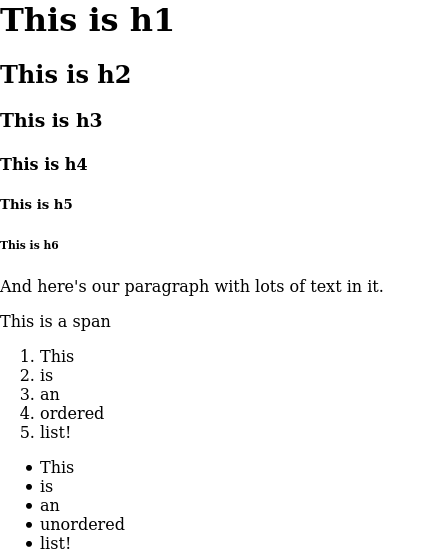 This is h1
This is h2
This is h3
This is h4
This is h5
This is h6
And here's our paragraph with lots of text in it.
This is a span
1. This
2. is
3. an
4. ordered
5. list!
• This
• is
• an
• unordered
• list!